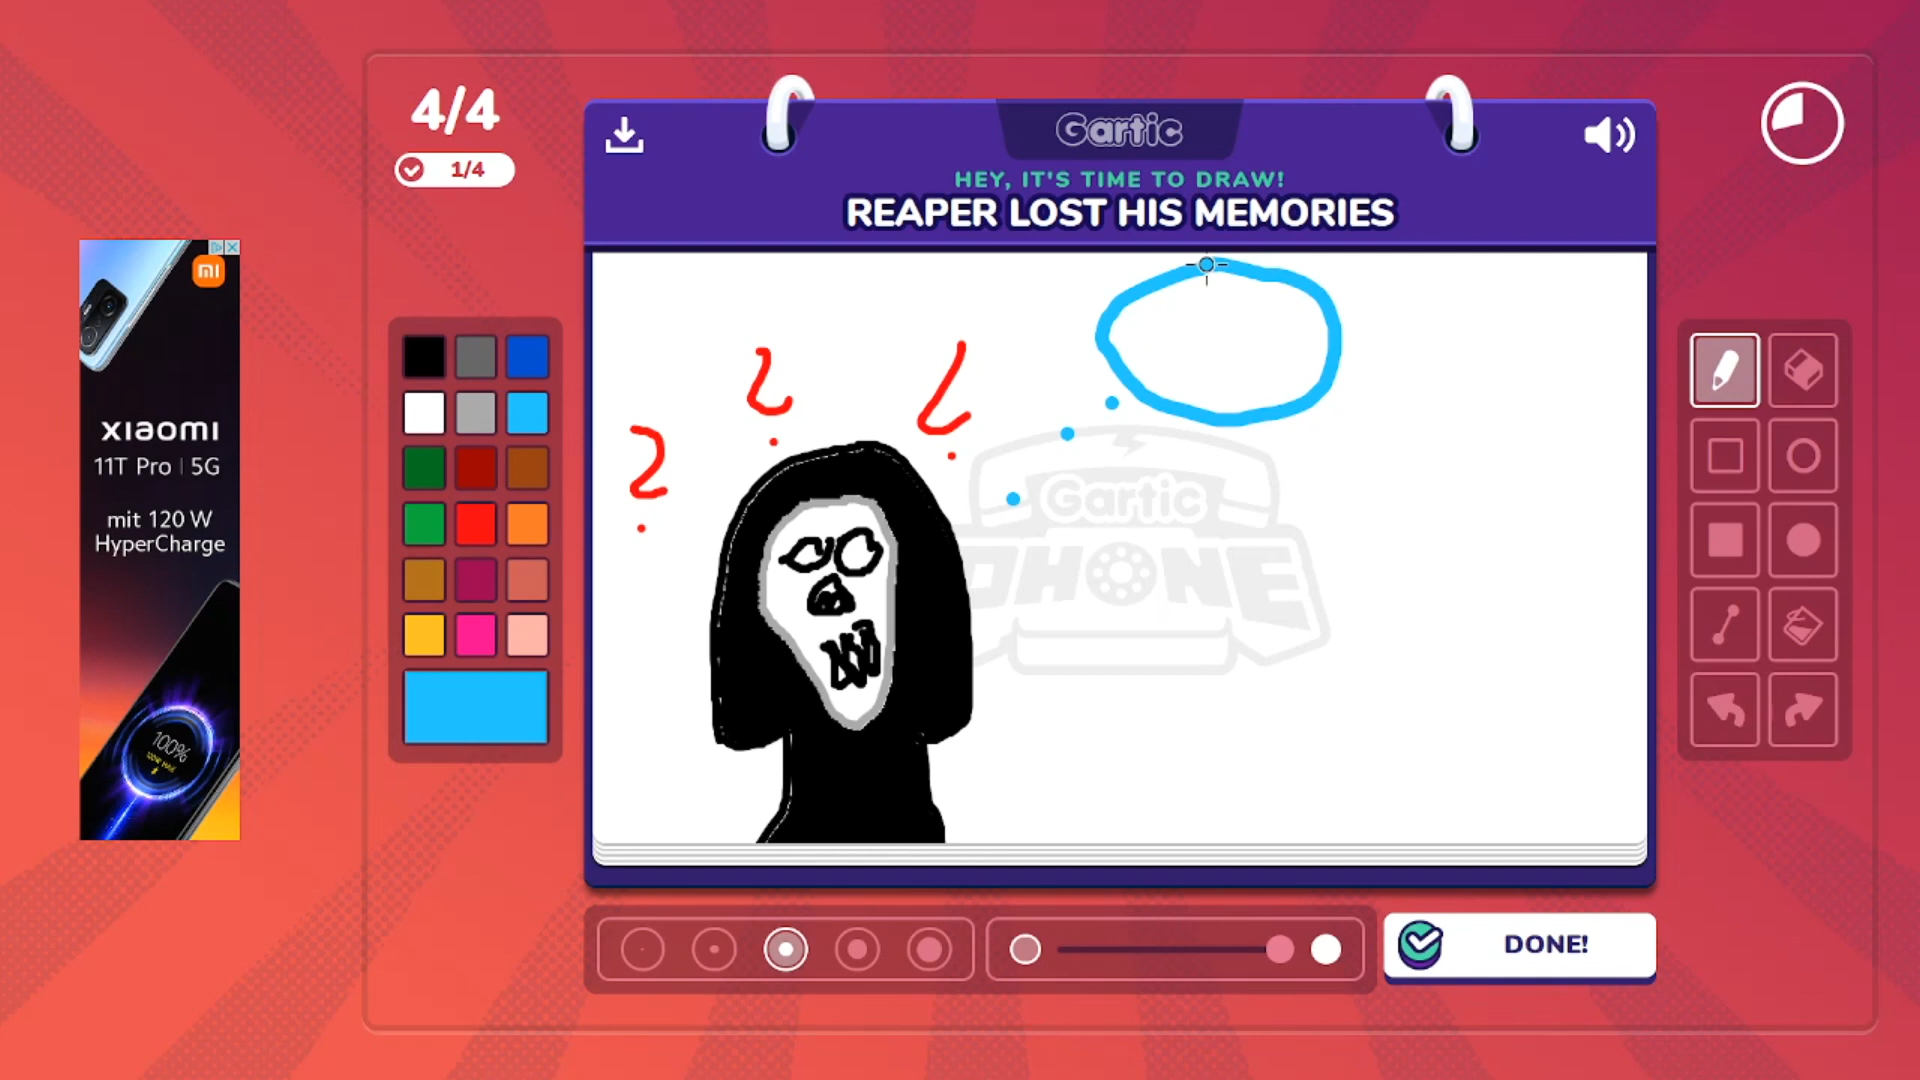 4/4
1/4
Gartic
HEY, IT'S TIME TO DRAW!
REAPER LOST HIS MEMORIES
xiaomi
11T Pro | 5G
mit 120 W
HyperCharge
100%
? ? ?
Gartic
PHONE
DONE!